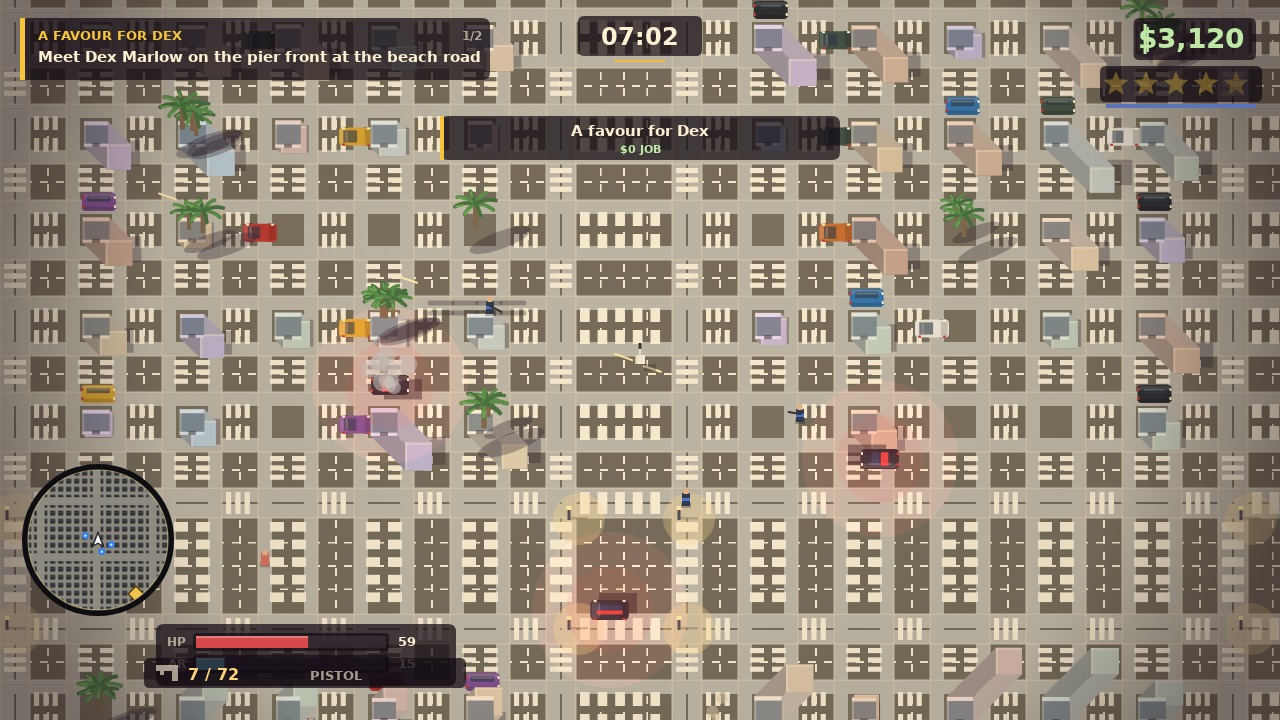 A FAVOUR FOR DEX 1/2
Meet Dex Marlow on the pier front at the beach road
07:02
$3,120
A favour for Dex
$0 JOB
HP 59
AR 15
7 / 72 PISTOL